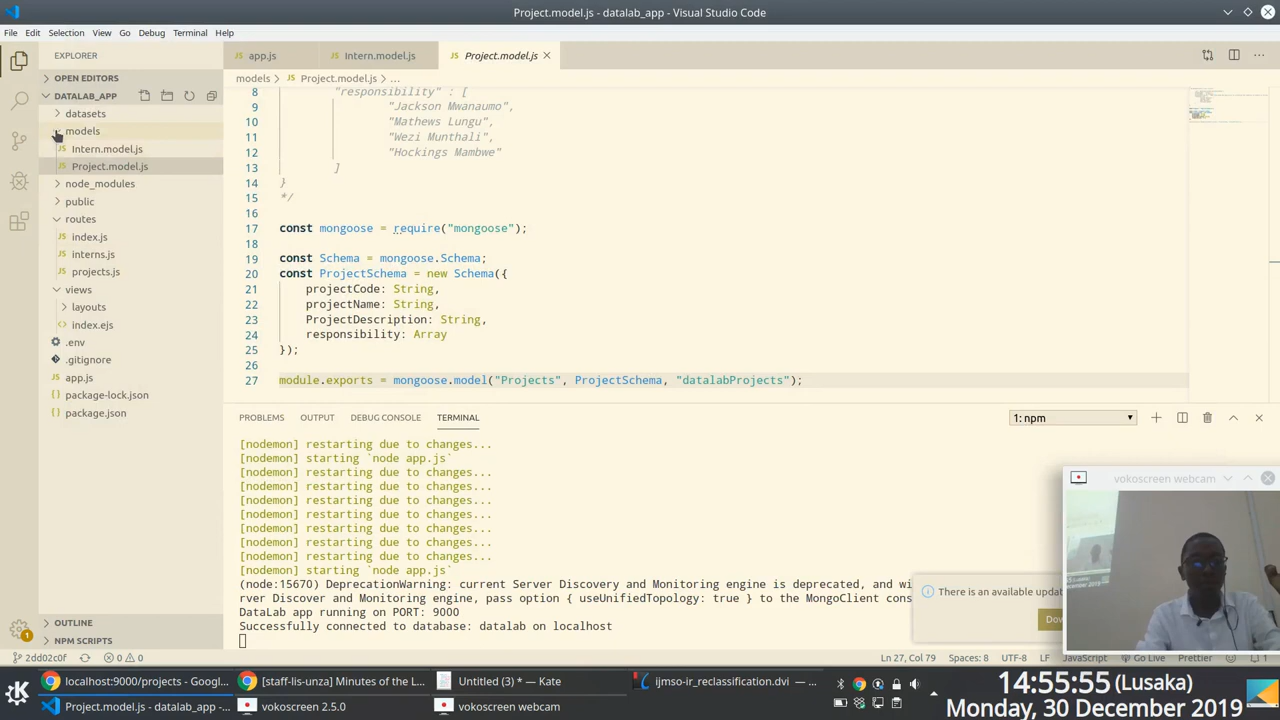 Project.model.js - datalab_app - Visual Studio Code
File Edit Selection View Go Debug Terminal Help
EXPLORER
OPEN EDITORS
DATALAB_APP
datasets
models
Intern.model.js
Project.model.js
node_modules
public
routes
index.js
interns.js
projects.js
views
layouts
index.ejs
.env
.gitignore
app.js
package-lock.json
package.json
OUTLINE
NPM SCRIPTS
JS app.js
JS Intern.model.js
JS Project.model.js
models > JS Project.model.js > ...
8 "responsibility" : [
9 "Jackson Mwanaumo",
10 "Mathews Lungu",
11 "Wezi Munthali",
12 "Hockings Mambwe"
13 ]
14 }
15 */
16
17 const mongoose = require("mongoose");
18
19 const Schema = mongoose.Schema;
20 const ProjectSchema = new Schema({
21 projectCode: String,
22 projectName: String,
23 ProjectDescription: String,
24 responsibility: Array
25 });
26
27 module.exports = mongoose.model("Projects", ProjectSchema, "datalabProjects");
PROBLEMS OUTPUT DEBUG CONSOLE TERMINAL
1: npm
[nodemon] restarting due to changes...
[nodemon] starting `node app.js`
[nodemon] restarting due to changes...
[nodemon] restarting due to changes...
[nodemon] restarting due to changes...
[nodemon] restarting due to changes...
[nodemon] restarting due to changes...
[nodemon] restarting due to changes...
[nodemon] restarting due to changes...
[nodemon] starting `node app.js`
(node:15670) DeprecationWarning: current Server Discovery and Monitoring engine is deprecated, and wi
rver Discover and Monitoring engine, pass option { useUnifiedTopology: true } to the MongoClient cons
DataLab app running on PORT: 9000
Successfully connected to database: datalab on localhost
There is an available updat
Dow
vokoscreen webcam
2dd02c0f 0 0
Ln 27, Col 79 Spaces: 8 UTF-8 LF JavaScript Go Live Prettier 1
localhost:9000/projects - Googl...
[staff-lis-unza] Minutes of the L...
Untitled (3) * — Kate
ijmso-ir_reclassification.dvi — ...
Project.model.js - datalab_app -...
vokoscreen 2.5.0
vokoscreen webcam
14:55:55 (Lusaka)
Monday, 30 December 2019